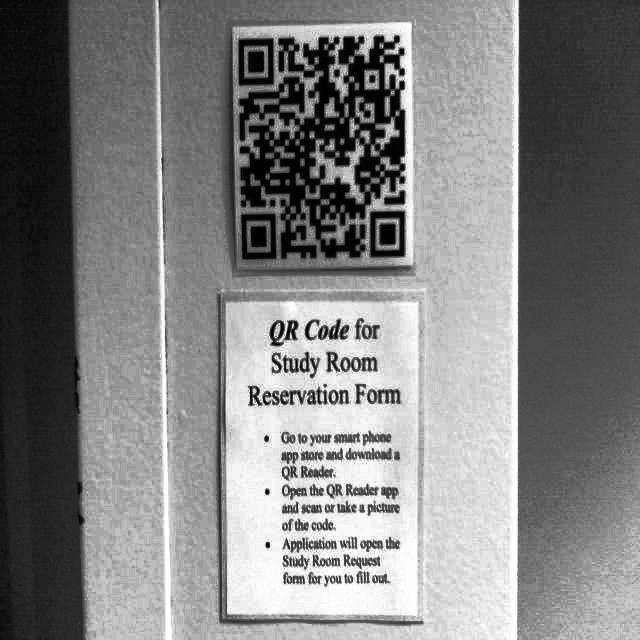 QR Code for
Study Room
Reservation Form
• Go to your smart phone
app store and download a
QR Reader.
• Open the QR Reader app
and scan or take a picture
of the code.
• Application will open the
Study Room Request
form for you to fill out.